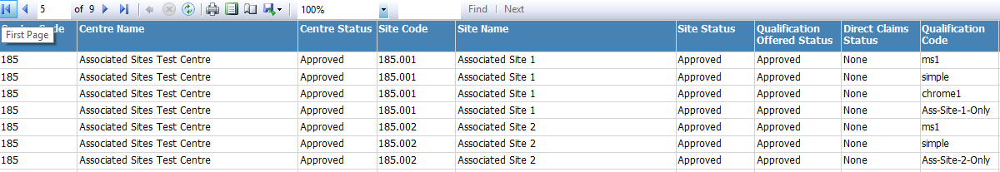 5 of 9 100% Find | Next
Code Centre Name Centre Status Site Code Site Name Site Status Qualification Offered Status Direct Claims Status Qualification Code
First Page
185 Associated Sites Test Centre Approved 185.001 Associated Site 1 Approved Approved None ms1
185 Associated Sites Test Centre Approved 185.001 Associated Site 1 Approved Approved None simple
185 Associated Sites Test Centre Approved 185.001 Associated Site 1 Approved Approved None chrome1
185 Associated Sites Test Centre Approved 185.001 Associated Site 1 Approved Approved None Ass-Site-1-Only
185 Associated Sites Test Centre Approved 185.002 Associated Site 2 Approved Approved None ms1
185 Associated Sites Test Centre Approved 185.002 Associated Site 2 Approved Approved None simple
185 Associated Sites Test Centre Approved 185.002 Associated Site 2 Approved Approved None Ass-Site-2-Only